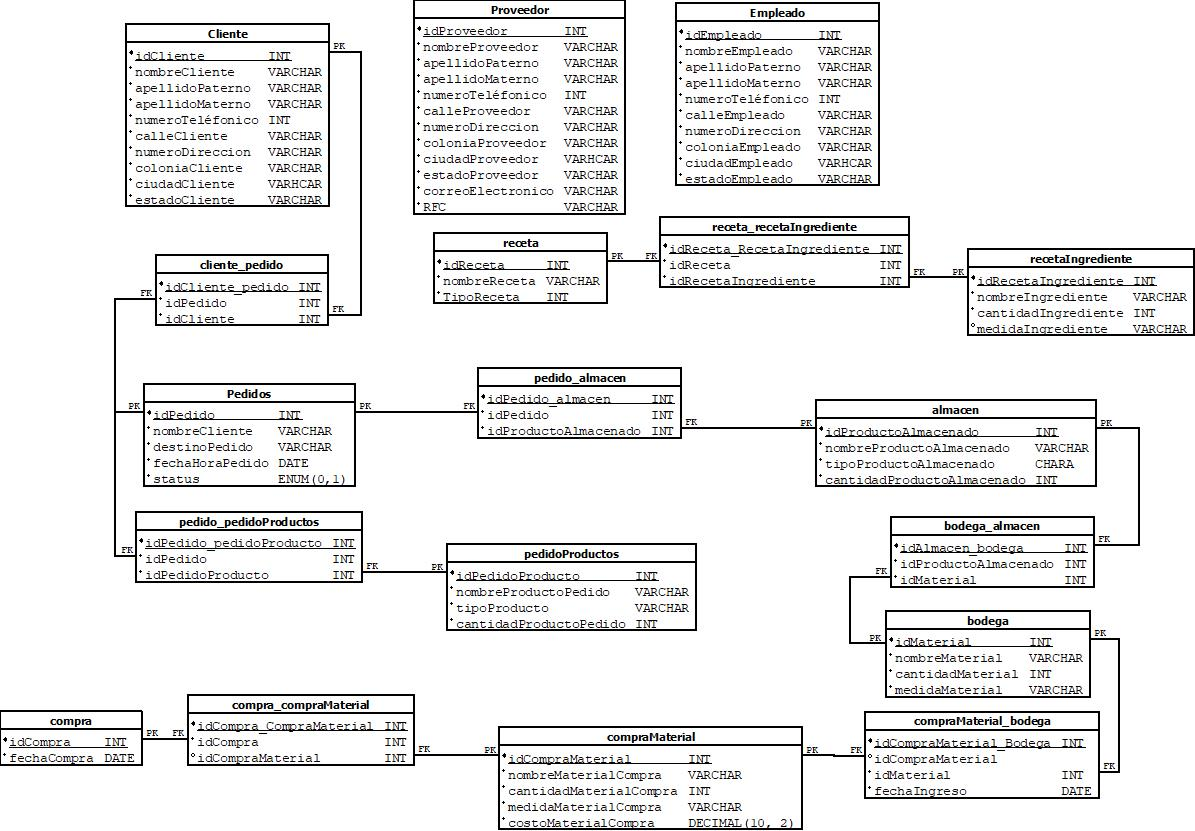 Cliente
idCliente INT
nombreCliente VARCHAR
apellidoPaterno VARCHAR
apellidoMaterno VARCHAR
numeroTeléfonico INT
calleCliente VARCHAR
numeroDireccion VARCHAR
coloniaCliente VARCHAR
ciudadCliente VARHCAR
estadoCliente VARCHAR
PK
Proveedor
idProveedor INT
nombreProveedor VARCHAR
apellidoPaterno VARCHAR
apellidoMaterno VARCHAR
numeroTeléfonico INT
calleProveedor VARCHAR
numeroDireccion VARCHAR
coloniaProveedor VARCHAR
ciudadProveedor VARHCAR
estadoProveedor VARCHAR
correoElectronico VARCHAR
RFC VARCHAR
Empleado
idEmpleado INT
nombreEmpleado VARCHAR
apellidoPaterno VARCHAR
apellidoMaterno VARCHAR
numeroTeléfonico INT
calleEmpleado VARCHAR
numeroDireccion VARCHAR
coloniaEmpleado VARCHAR
ciudadEmpleado VARHCAR
estadoEmpleado VARCHAR
cliente_pedido
idCliente_pedido INT
idPedido INT
idCliente INT
FK
FK
receta
idReceta INT
nombreReceta VARCHAR
TipoReceta INT
PK
FK
receta_recetaIngrediente
idReceta_RecetaIngrediente INT
idReceta INT
idRecetaIngrediente INT
FK
PK
recetaIngrediente
idRecetaIngrediente INT
nombreIngrediente VARCHAR
cantidadIngrediente INT
medidaIngrediente VARCHAR
PK
Pedidos
idPedido INT
nombreCliente VARCHAR
destinoPedido VARCHAR
fechaHoraPedido DATE
status ENUM(0,1)
PK
FK
pedido_almacen
idPedido_almacen INT
idPedido INT
idProductoAlmacenado INT
FK
PK
almacen
idProductoAlmacenado INT
nombreProductoAlmacenado VARCHAR
tipoProductoAlmacenado CHARA
cantidadProductoAlmacenado INT
PK
pedido_pedidoProductos
idPedido_pedidoProducto INT
idPedido INT
idPedidoProducto INT
FK
FK
PK
pedidoProductos
idPedidoProducto INT
nombreProductoPedido VARCHAR
tipoProducto VARCHAR
cantidadProductoPedido INT
bodega_almacen
idAlmacen_bodega INT
idProductoAlmacenado INT
idMaterial INT
FK
FK
PK
bodega
idMaterial INT
nombreMaterial VARCHAR
cantidadMaterial INT
medidaMaterial VARCHAR
PK
compra
idCompra INT
fechaCompra DATE
PK
FK
compra_compraMaterial
idCompra_CompraMaterial INT
idCompra INT
idCompraMaterial INT
FK
PK
compraMaterial
idCompraMaterial INT
nombreMaterialCompra VARCHAR
cantidadMaterialCompra INT
medidaMaterialCompra VARCHAR
costoMaterialCompra DECIMAL(10, 2)
PK
FK
compraMaterial_bodega
idCompraMaterial_Bodega INT
idCompraMaterial
idMaterial INT
fechaIngreso DATE
FK